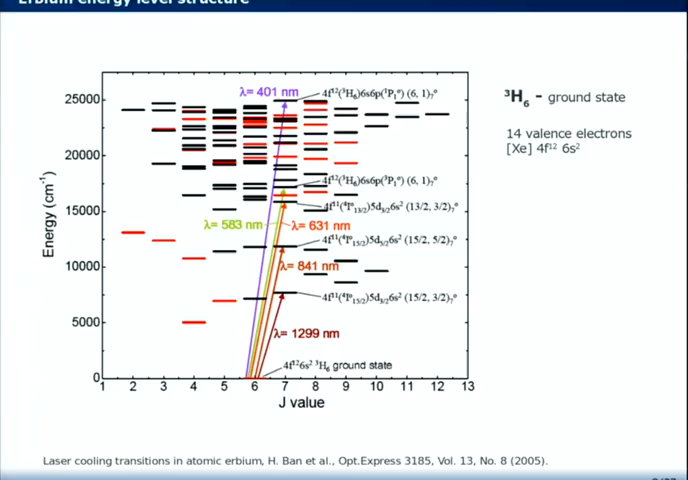 Erbium energy level structure
λ= 401 nm
4f¹²(³H₆)6s6p(¹P₁°) (6, 1)₇°
25000
³H₆ – ground state
14 valence electrons
[Xe] 4f¹² 6s²
20000
4f¹²(³H₆)6s6p(³P₁°) (6, 1)₇°
4f¹¹(⁴I°₁₃/₂)5d₃/₂6s² (13/2, 3/2)₇°
15000
λ= 583 nm
λ= 631 nm
4f¹¹(⁴I°₁₅/₂)5d₅/₂6s² (15/2, 5/2)₇°
10000
λ= 841 nm
4f¹¹(⁴I°₁₅/₂)5d₃/₂6s² (15/2, 3/2)₇°
5000
λ= 1299 nm
4f¹²6s² ³H₆ ground state
0
Energy (cm⁻¹)
1 2 3 4 5 6 7 8 9 10 11 12 13
J value
Laser cooling transitions in atomic erbium, H. Ban et al., Opt.Express 3185, Vol. 13, No. 8 (2005).